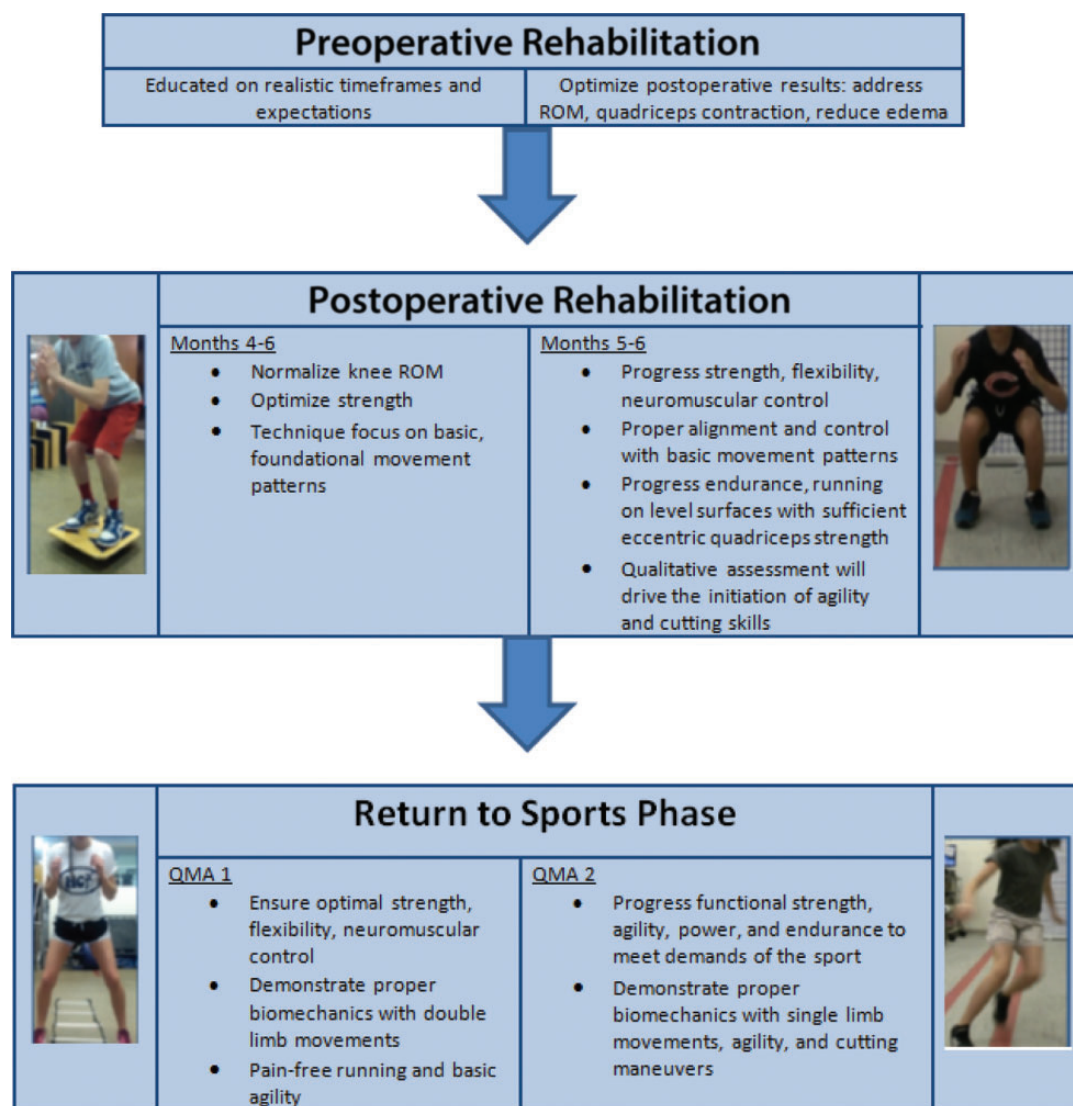 Preoperative Rehabilitation
Educated on realistic timeframes and
expectations
Optimize postoperative results: address
ROM, quadriceps contraction, reduce edema
Postoperative Rehabilitation
Months 4-6
• Normalize knee ROM
• Optimize strength
• Technique focus on basic,
foundational movement
patterns
Months 5-6
• Progress strength, flexibility,
neuromuscular control
• Proper alignment and control
with basic movement patterns
• Progress endurance, running
on level surfaces with sufficient
eccentric quadriceps strength
• Qualitative assessment will
drive the initiation of agility
and cutting skills
Return to Sports Phase
QMA 1
• Ensure optimal strength,
flexibility, neuromuscular
control
• Demonstrate proper
biomechanics with double
limb movements
• Pain-free running and basic
agility
QMA 2
• Progress functional strength,
agility, power, and endurance to
meet demands of the sport
• Demonstrate proper
biomechanics with single limb
movements, agility, and cutting
maneuvers